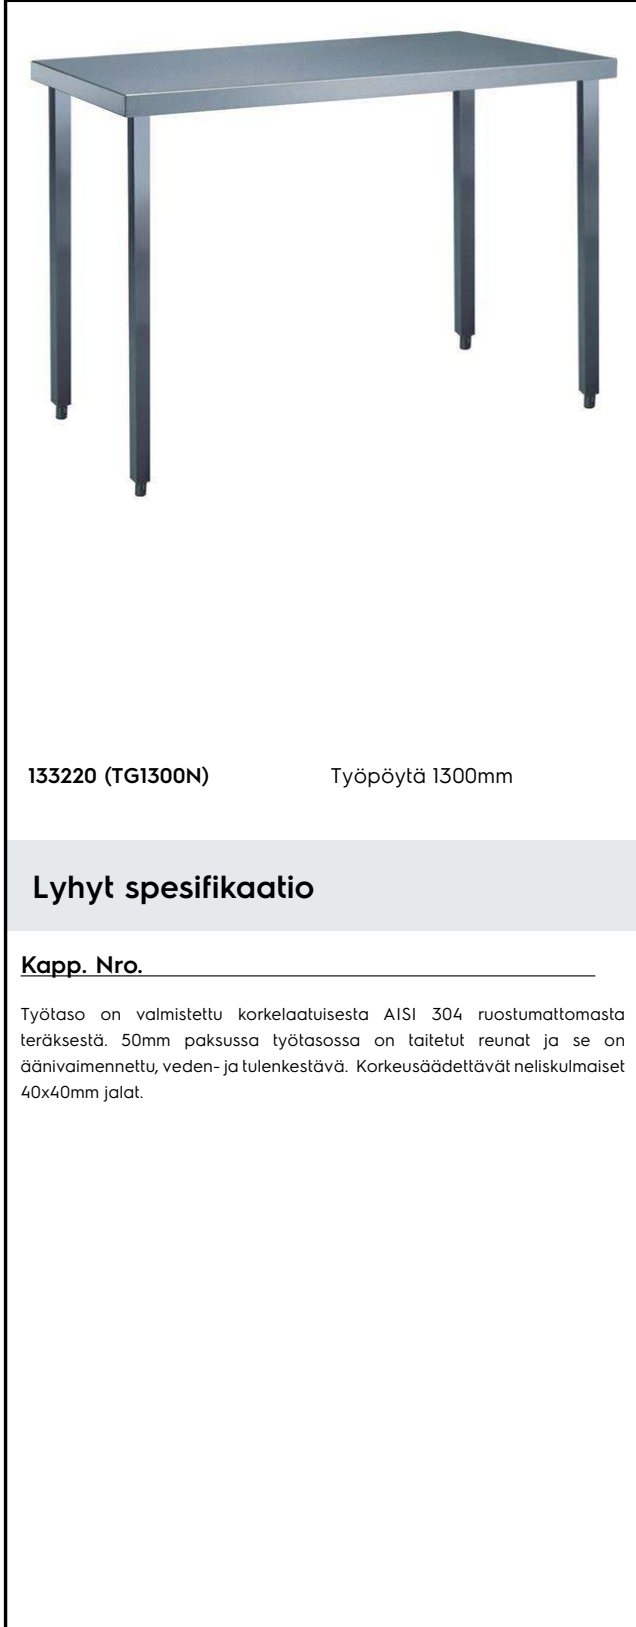 133220 (TG1300N) Työpöytä 1300mm
Lyhyt spesifikaatio
Kapp. Nro.
Työtaso on valmistettu korkelaatuisesta AISI 304 ruostumattomasta
teräksestä. 50mm paksussa työtasossa on taitetut reunat ja se on
äänivaimennettu, veden- ja tulenkestävä. Korkeusäädettävät neliskulmaiset
40x40mm jalat.